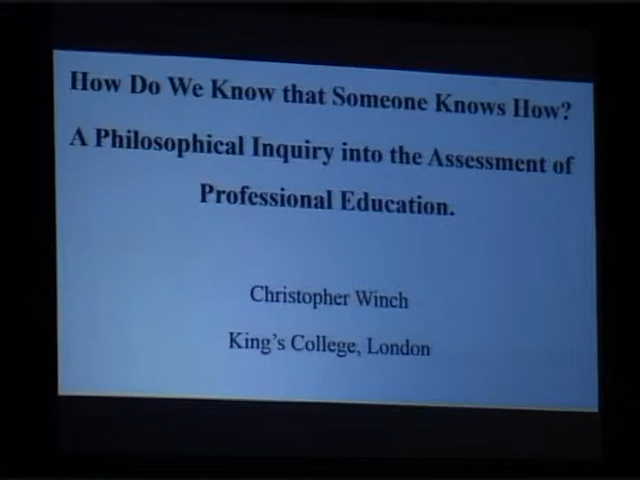 How Do We Know that Someone Knows How?
A Philosophical Inquiry into the Assessment of
Professional Education.
Christopher Winch
King's College, London